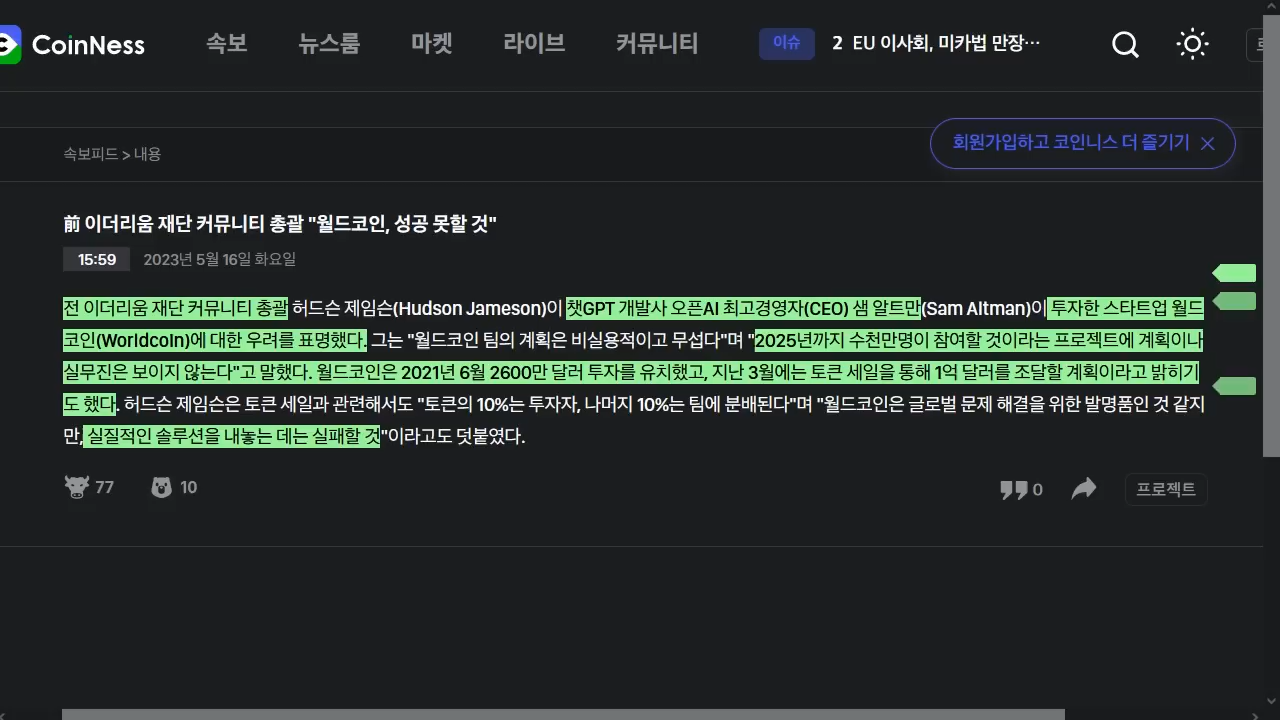 CoinNess 속보 뉴스룸 마켓 라이브 커뮤니티 이슈 2 EU 이사회, 미카법 만장…
회원가입하고 코인니스 더 즐기기
속보피드 > 내용
前 이더리움 재단 커뮤니티 총괄 "월드코인, 성공 못할 것"
15:59 2023년 5월 16일 화요일
전 이더리움 재단 커뮤니티 총괄 허드슨 제임슨(Hudson Jameson)이 챗GPT 개발사 오픈AI 최고경영자(CEO) 샘 알트만(Sam Altman)이 투자한 스타트업 월드
코인(Worldcoin)에 대한 우려를 표명했다. 그는 "월드코인 팀의 계획은 비실용적이고 무섭다"며 "2025년까지 수천만명이 참여할 것이라는 프로젝트에 계획이나
실무진은 보이지 않는다"고 말했다. 월드코인은 2021년 6월 2600만 달러 투자를 유치했고, 지난 3월에는 토큰 세일을 통해 1억 달러를 조달할 계획이라고 밝히기
도 했다. 허드슨 제임슨은 토큰 세일과 관련해서도 "토큰의 10%는 투자자, 나머지 10%는 팀에 분배된다"며 "월드코인은 글로벌 문제 해결을 위한 발명품인 것 같지
만, 실질적인 솔루션을 내놓는 데는 실패할 것"이라고도 덧붙였다.
77 10 0 프로젝트